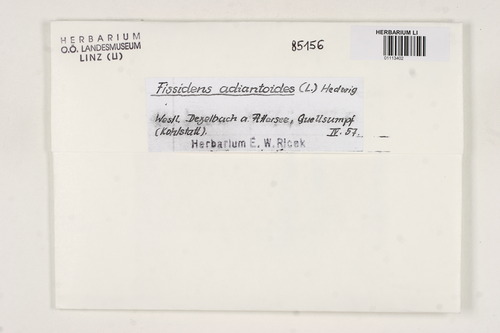 HERBARIUM
O.Ö. LANDESMUSEUM
LINZ (LI)
85156
HERBARIUM LI
01113402
Fissidens adiantoides (L.) Hedwig
Westl. Dexelbach a. Attersee, Quellsumpf
(Kohlstatt). IV. 57.
Herbarium E. W. Ricek